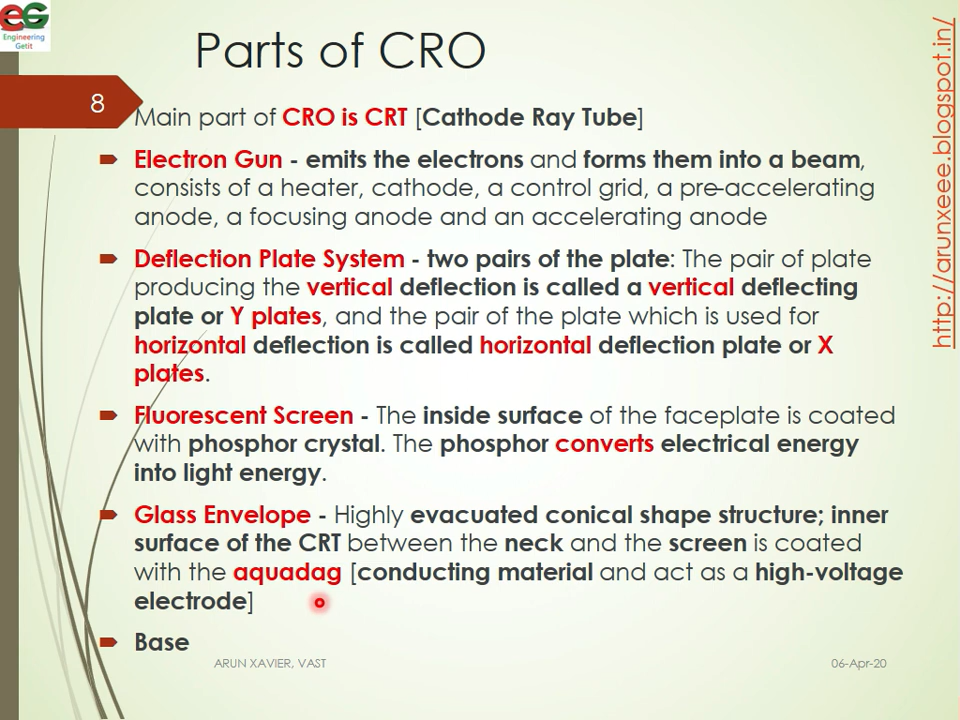 EG
Engineering
Getit
Parts of CRO
8
Main part of CRO is CRT [Cathode Ray Tube]
Electron Gun - emits the electrons and forms them into a beam,
consists of a heater, cathode, a control grid, a pre-accelerating
anode, a focusing anode and an accelerating anode
Deflection Plate System - two pairs of the plate: The pair of plate
producing the vertical deflection is called a vertical deflecting
plate or Y plates, and the pair of the plate which is used for
horizontal deflection is called horizontal deflection plate or X
plates.
Fluorescent Screen - The inside surface of the faceplate is coated
with phosphor crystal. The phosphor converts electrical energy
into light energy.
Glass Envelope - Highly evacuated conical shape structure; inner
surface of the CRT between the neck and the screen is coated
with the aquadag [conducting material and act as a high-voltage
electrode]
Base
ARUN XAVIER, VAST
06-Apr-20
http://arunxeee.blogspot.in/